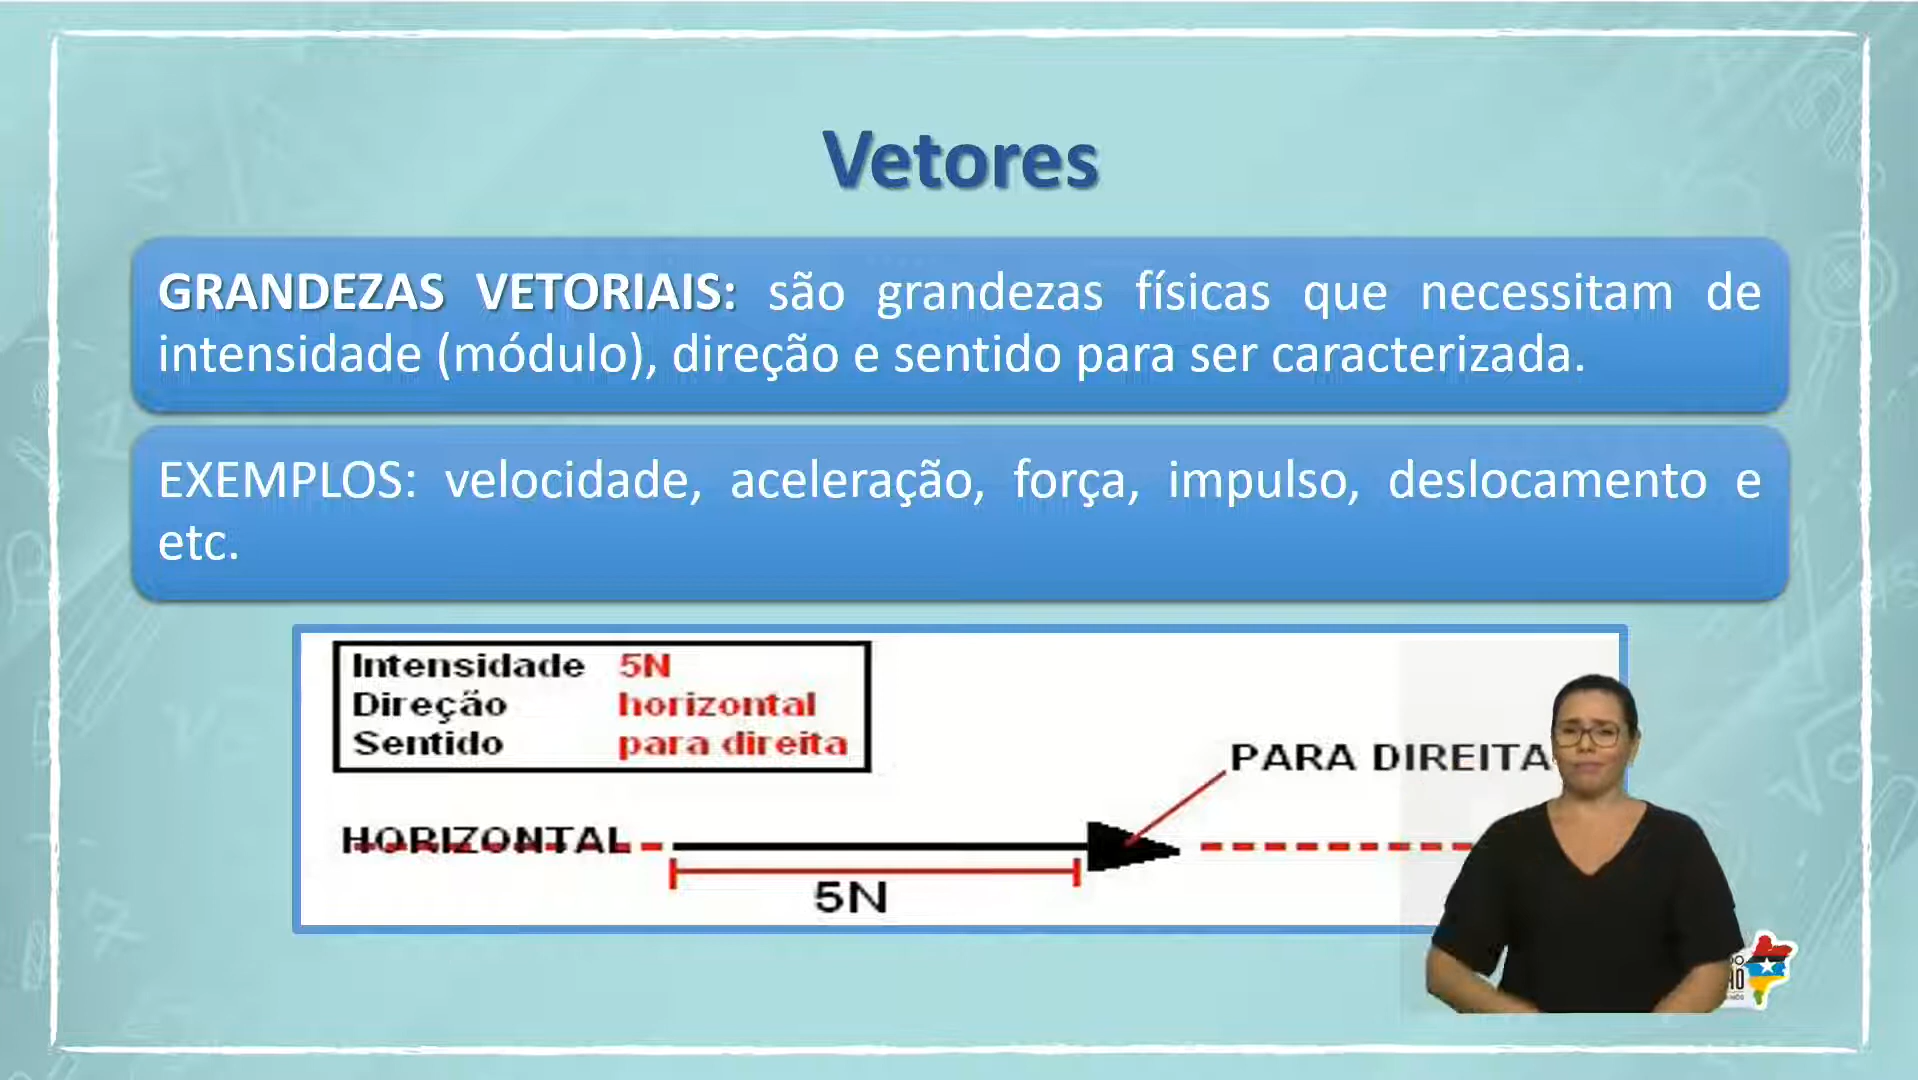 Vetores
GRANDEZAS VETORIAIS: são grandezas físicas que necessitam de
intensidade (módulo), direção e sentido para ser caracterizada.
EXEMPLOS: velocidade, aceleração, força, impulso, deslocamento e
etc.
Intensidade 5N
Direção horizontal
Sentido para direita
PARA DIREITA
HORIZONTAL
5N